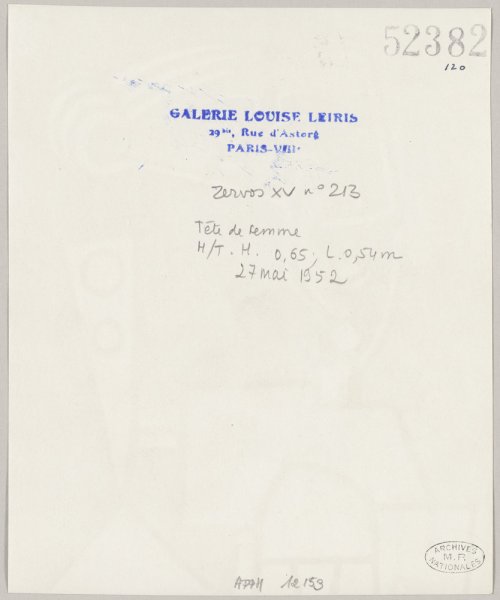 52382
120
GALERIE LOUISE LEIRIS
29bis, Rue d'Astorg
PARIS-VIIIe
Zervos XV n° 213
Tête de femme
H/T. H. 0,65, L. 0,54 m
27 mai 1952
ARCHIVES
M.P.
NATIONALES
APPH 12153